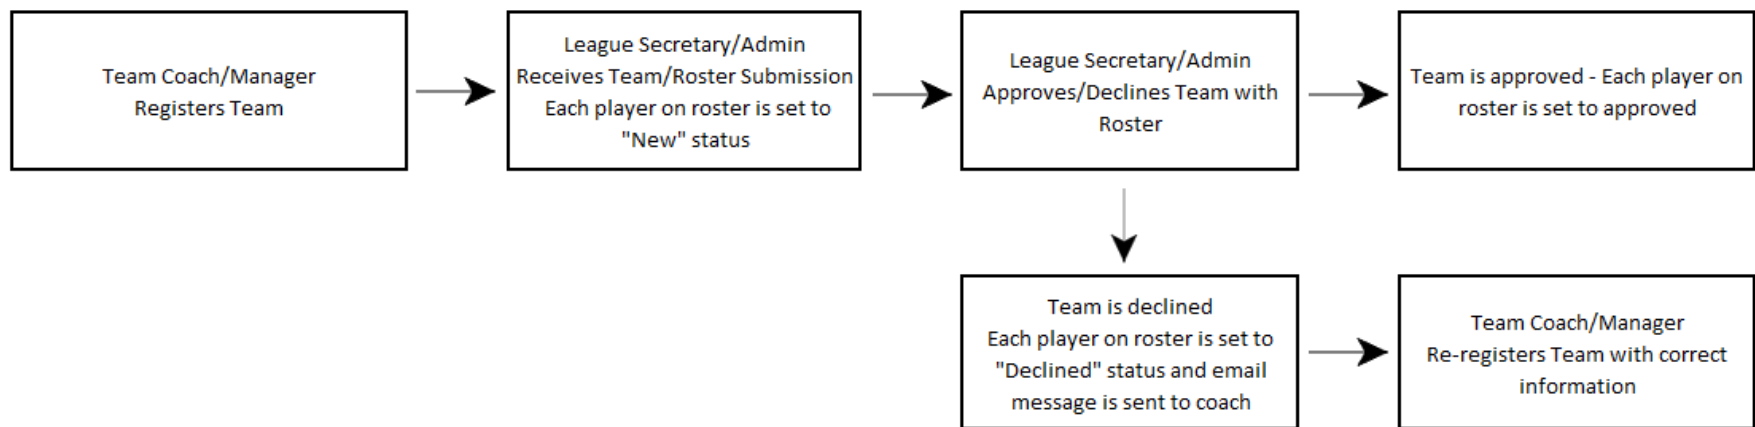 Team Coach/Manager
Registers Team
League Secretary/Admin
Receives Team/Roster Submission
Each player on roster is set to
"New" status
League Secretary/Admin
Approves/Declines Team with
Roster
Team is approved - Each player on
roster is set to approved
Team is declined
Each player on roster is set to
"Declined" status and email
message is sent to coach
Team Coach/Manager
Re-registers Team with correct
information